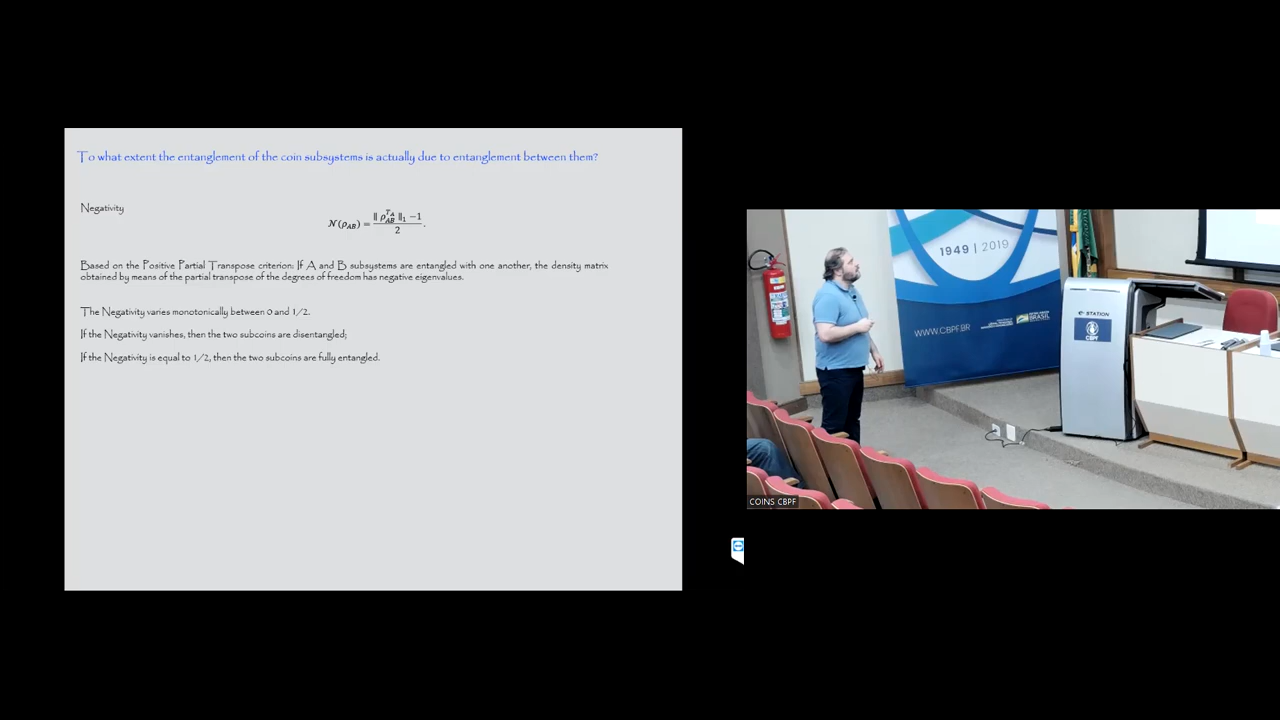 To what extent the entanglement of the coin subsystems is actually due to entanglement between them?
Negativity
𝒩(ρ_AB) = (‖ρ_AB^{T_A}‖₁ − 1)/2.
Based on the Positive Partial Transpose criterion: If A and B subsystems are entangled with one another, the density matrix
obtained by means of the partial transpose of the degrees of freedom has negative eigenvalues.
The Negativity varies monotonically between 0 and 1/2.
If the Negativity vanishes, then the two subcoins are disentangled;
If the Negativity is equal to 1/2, then the two subcoins are fully entangled.
1949 | 2019
WWW.CBPF.BR
BRASIL
e-STATION
CBPF
COINS CBPF